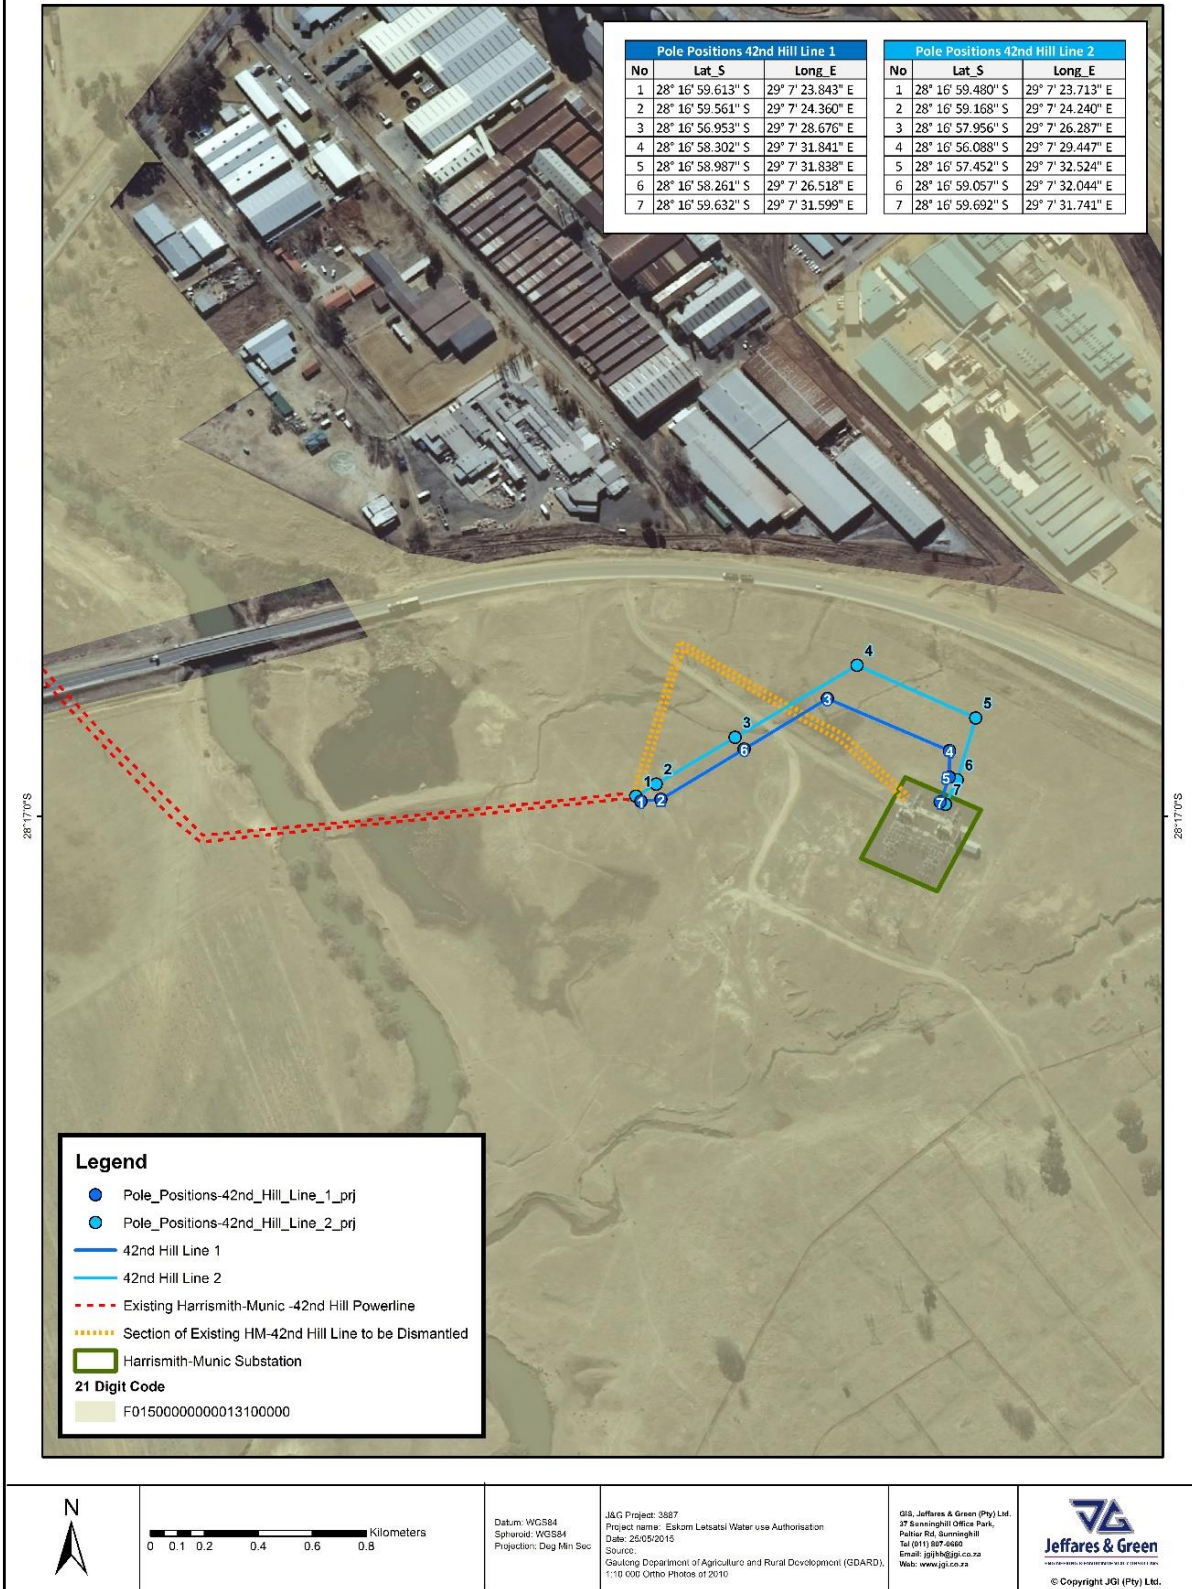 Pole Positions 42nd Hill Line 1
No Lat_S Long_E
1 28° 16' 59.613" S 29° 7' 23.843" E
2 28° 16' 59.561" S 29° 7' 24.360" E
3 28° 16' 56.953" S 29° 7' 28.676" E
4 28° 16' 58.302" S 29° 7' 31.841" E
5 28° 16' 58.987" S 29° 7' 31.838" E
6 28° 16' 58.261" S 29° 7' 26.518" E
7 28° 16' 59.632" S 29° 7' 31.599" E
Pole Positions 42nd Hill Line 2
No Lat_S Long_E
1 28° 16' 59.480" S 29° 7' 23.713" E
2 28° 16' 59.168" S 29° 7' 24.240" E
3 28° 16' 57.956" S 29° 7' 26.287" E
4 28° 16' 56.088" S 29° 7' 29.447" E
5 28° 16' 57.452" S 29° 7' 32.524" E
6 28° 16' 59.057" S 29° 7' 32.044" E
7 28° 16' 59.692" S 29° 7' 31.741" E
4
3
5
3
6
4
2
1
5
6
7
1
2
7
28°17'0"S
28°17'0"S
Legend
Pole_Positions-42nd_Hill_Line_1_prj
Pole_Positions-42nd_Hill_Line_2_prj
42nd Hill Line 1
42nd Hill Line 2
Existing Harrismith-Munic -42nd Hill Powerline
Section of Existing HM-42nd Hill Line to be Dismantled
Harrismith-Munic Substation
21 Digit Code
F01500000000013100000
N
Kilometers
0 0.1 0.2 0.4 0.6 0.8
Datum: WGS84
Spheroid: WGS84
Projection: Deg Min Sec
J&G Project: 3887
Project name: Eskom Letsatsi Water use Authorisation
Date: 25/05/2015
Source:
Gauteng Department of Agriculture and Rural Development (GDARD),
1:10 000 Ortho Photos of 2010
GIS, Jeffares & Green (Pty) Ltd.
37 Sunninghill Office Park,
Peltier Rd, Sunninghill
Tel (011) 807-0660
Email: jgijhb@jgi.co.za
Web: www.jgi.co.za
Jeffares & Green
© Copyright JGI (Pty) Ltd.